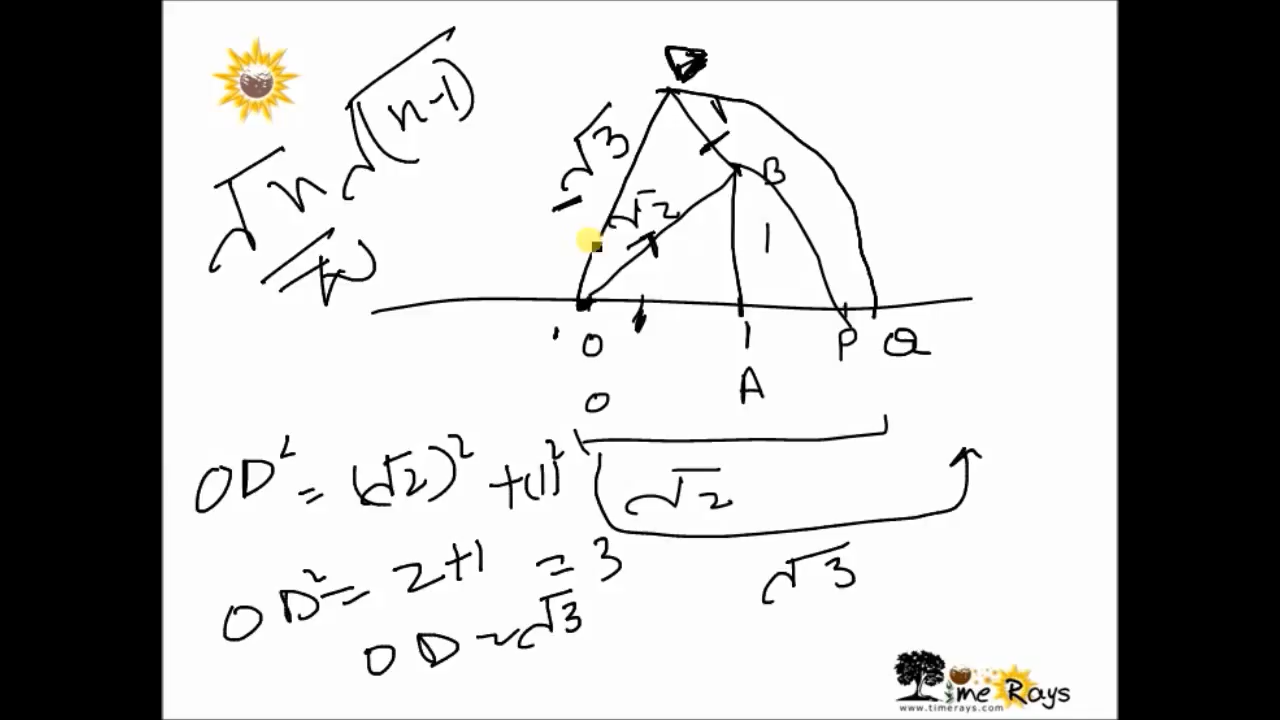 √n √(n-1)
D
√3
√2
1
B
1
0 1 P Q
O A
√2
√3
OD² = (√2)² + (1)²
OD² = 2+1 = 3
OD = √3
Time Rays
www.timerays.com